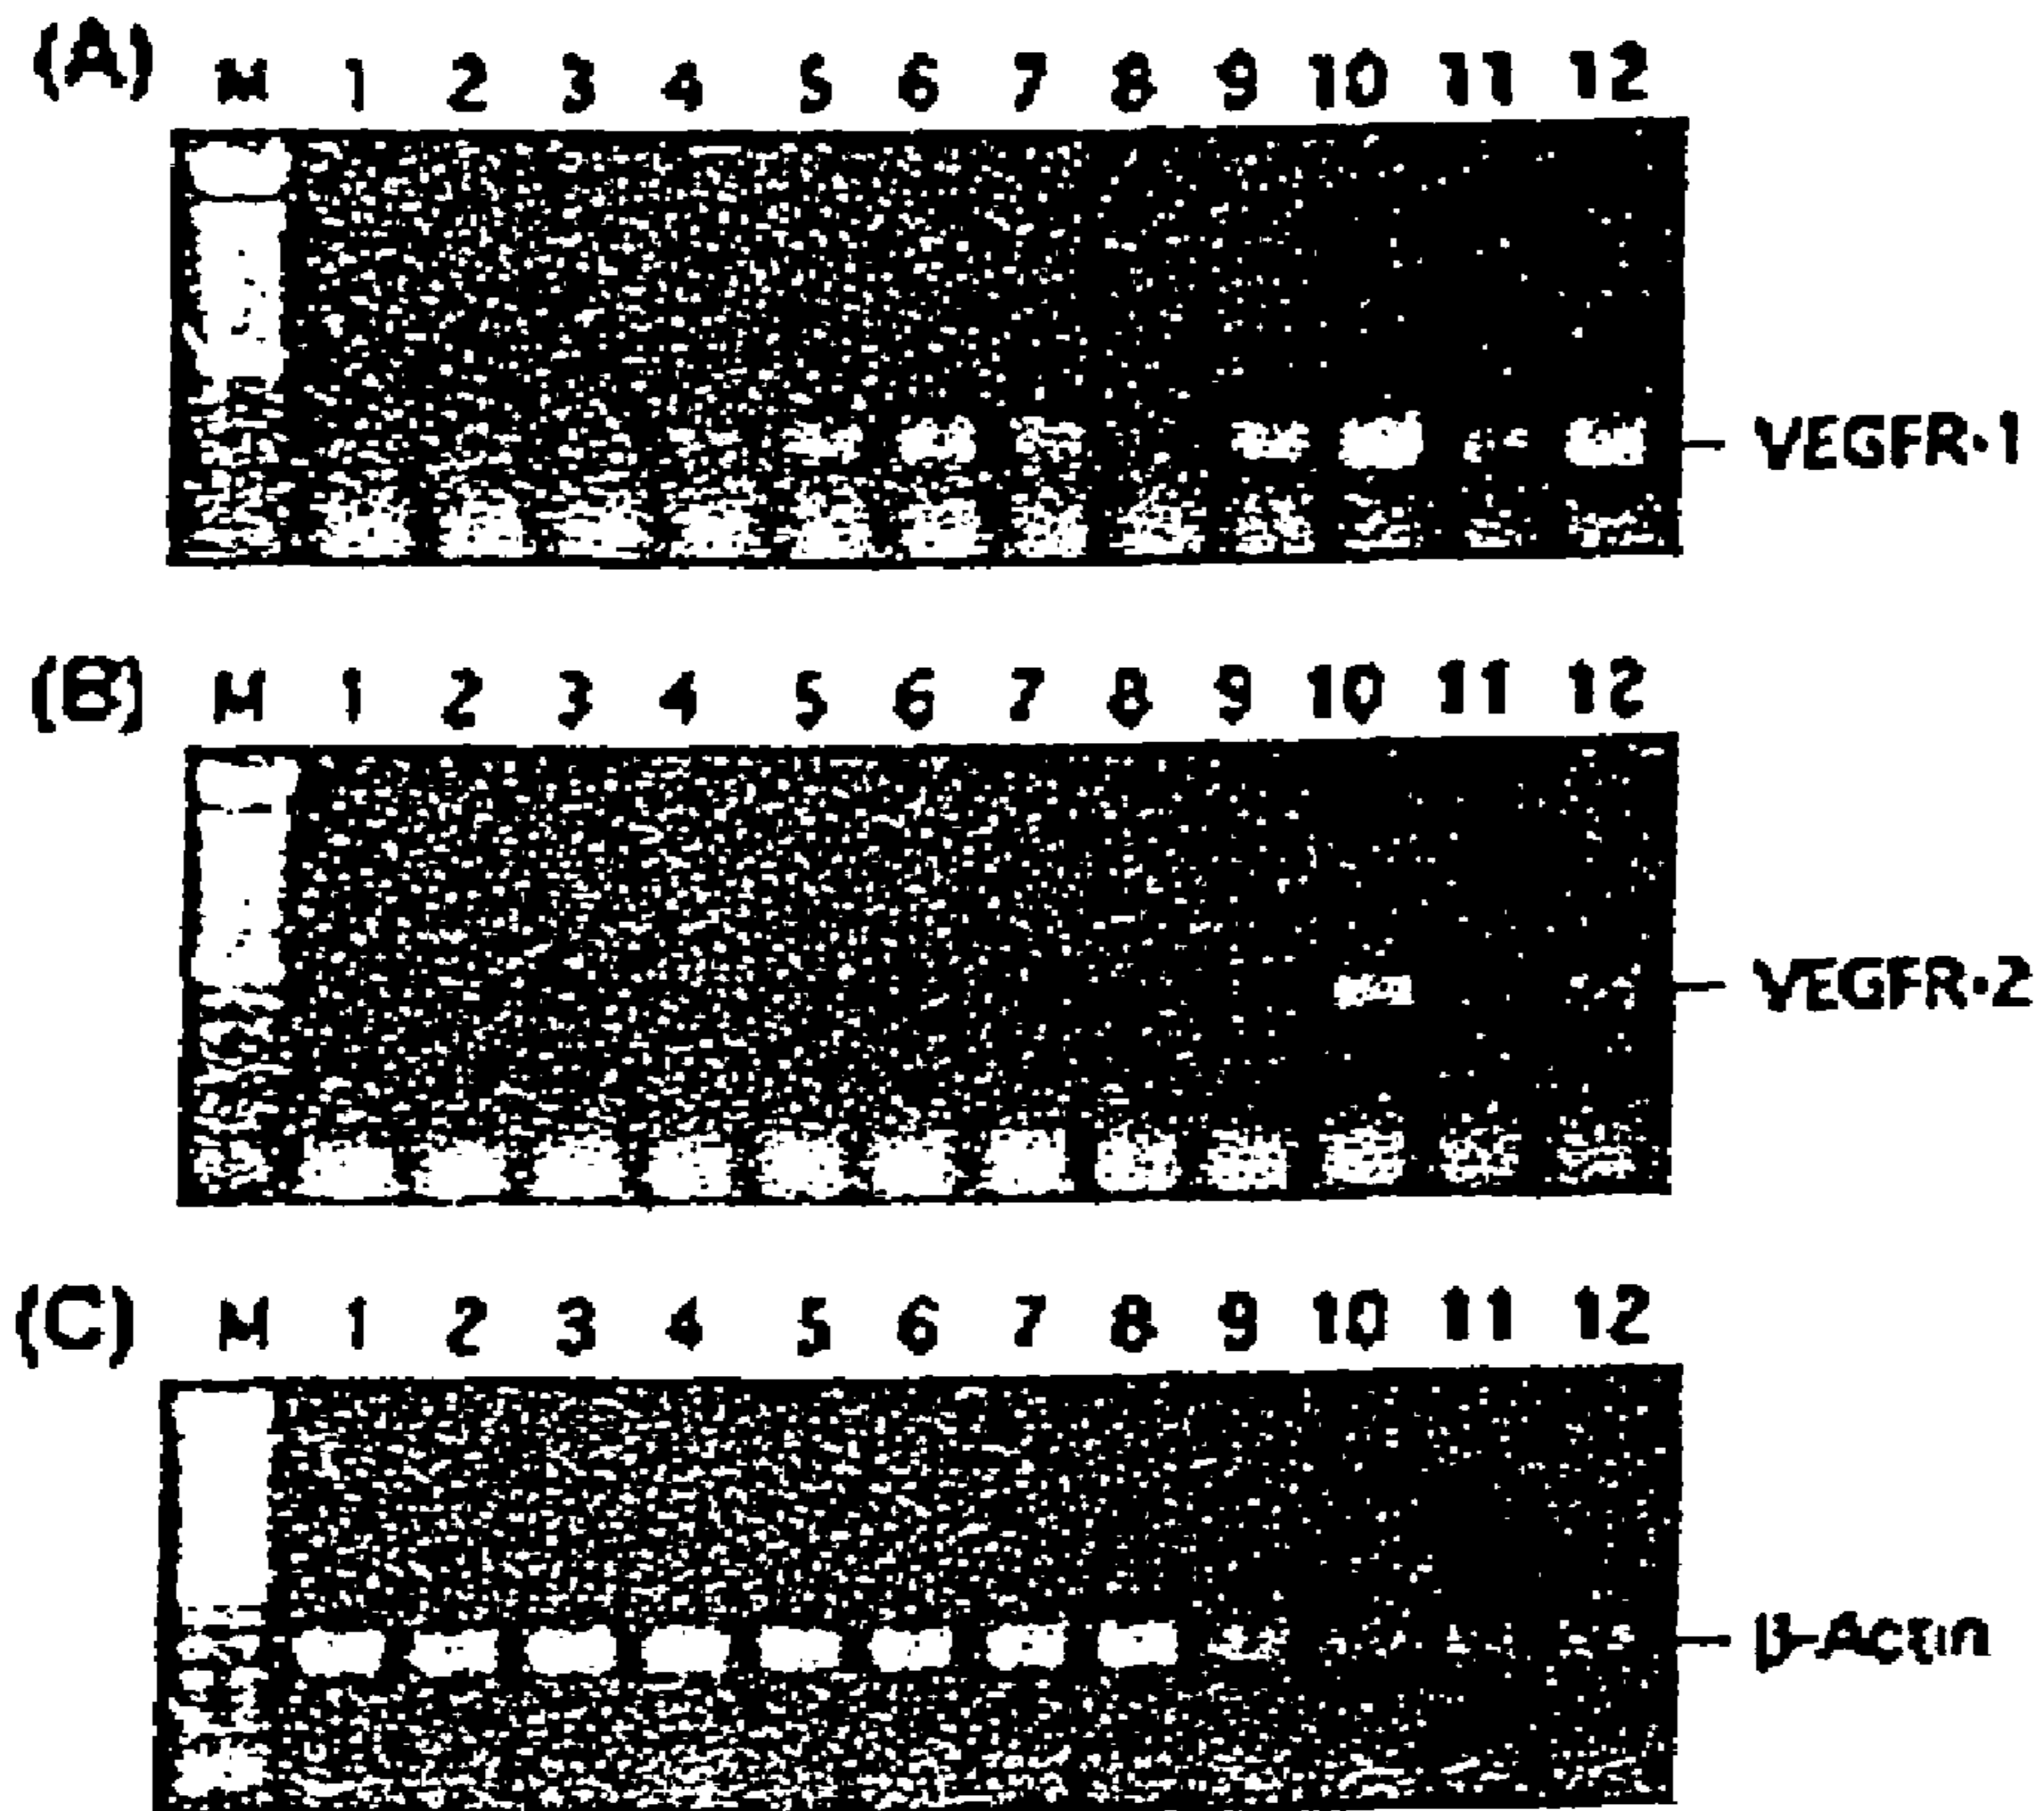 (A) M 1 2 3 4 5 6 7 8 9 10 11 12
VEGFR-1
(B) M 1 2 3 4 5 6 7 8 9 10 11 12
VEGFR-2
(C) M 1 2 3 4 5 6 7 8 9 10 11 12
β-Actin